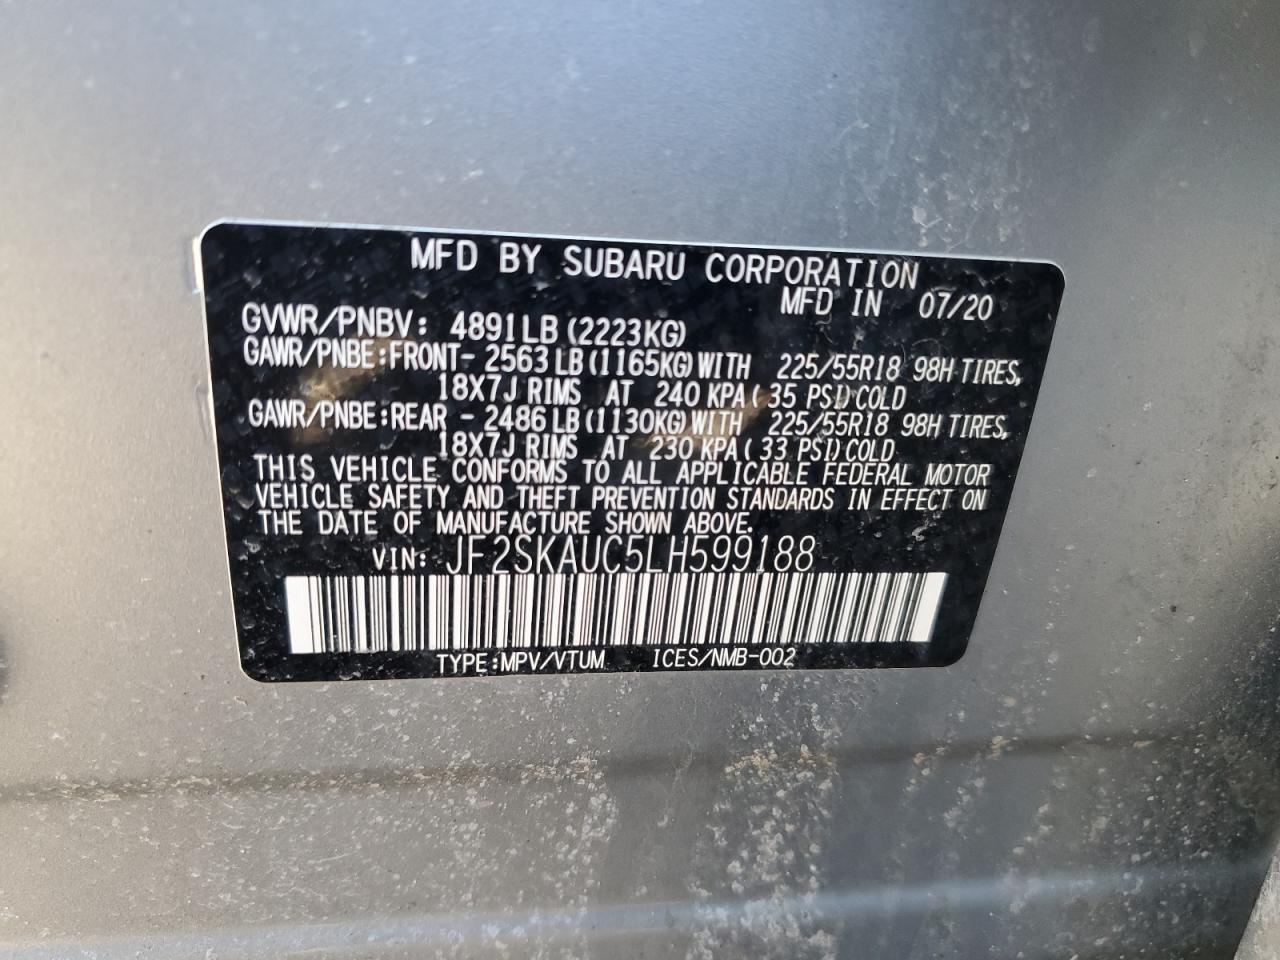 MFD BY SUBARU CORPORATION
MFD IN 07/20
GVWR/PNBV: 4891LB (2223KG)
GAWR/PNBE:FRONT- 2563 LB(1165KG)WITH 225/55R18 98H TIRES,
18X7J RIMS AT 240 KPA( 35 PSI)COLD
GAWR/PNBE:REAR - 2486 LB(1130KG)WITH 225/55R18 98H TIRES,
18X7J RIMS AT 230 KPA( 33 PSI)COLD
THIS VEHICLE CONFORMS TO ALL APPLICABLE FEDERAL MOTOR
VEHICLE SAFETY AND THEFT PREVENTION STANDARDS IN EFFECT ON
THE DATE OF MANUFACTURE SHOWN ABOVE.
VIN: JF2SKAUC5LH599188
TYPE:MPV/VTUM ICES/NMB-002